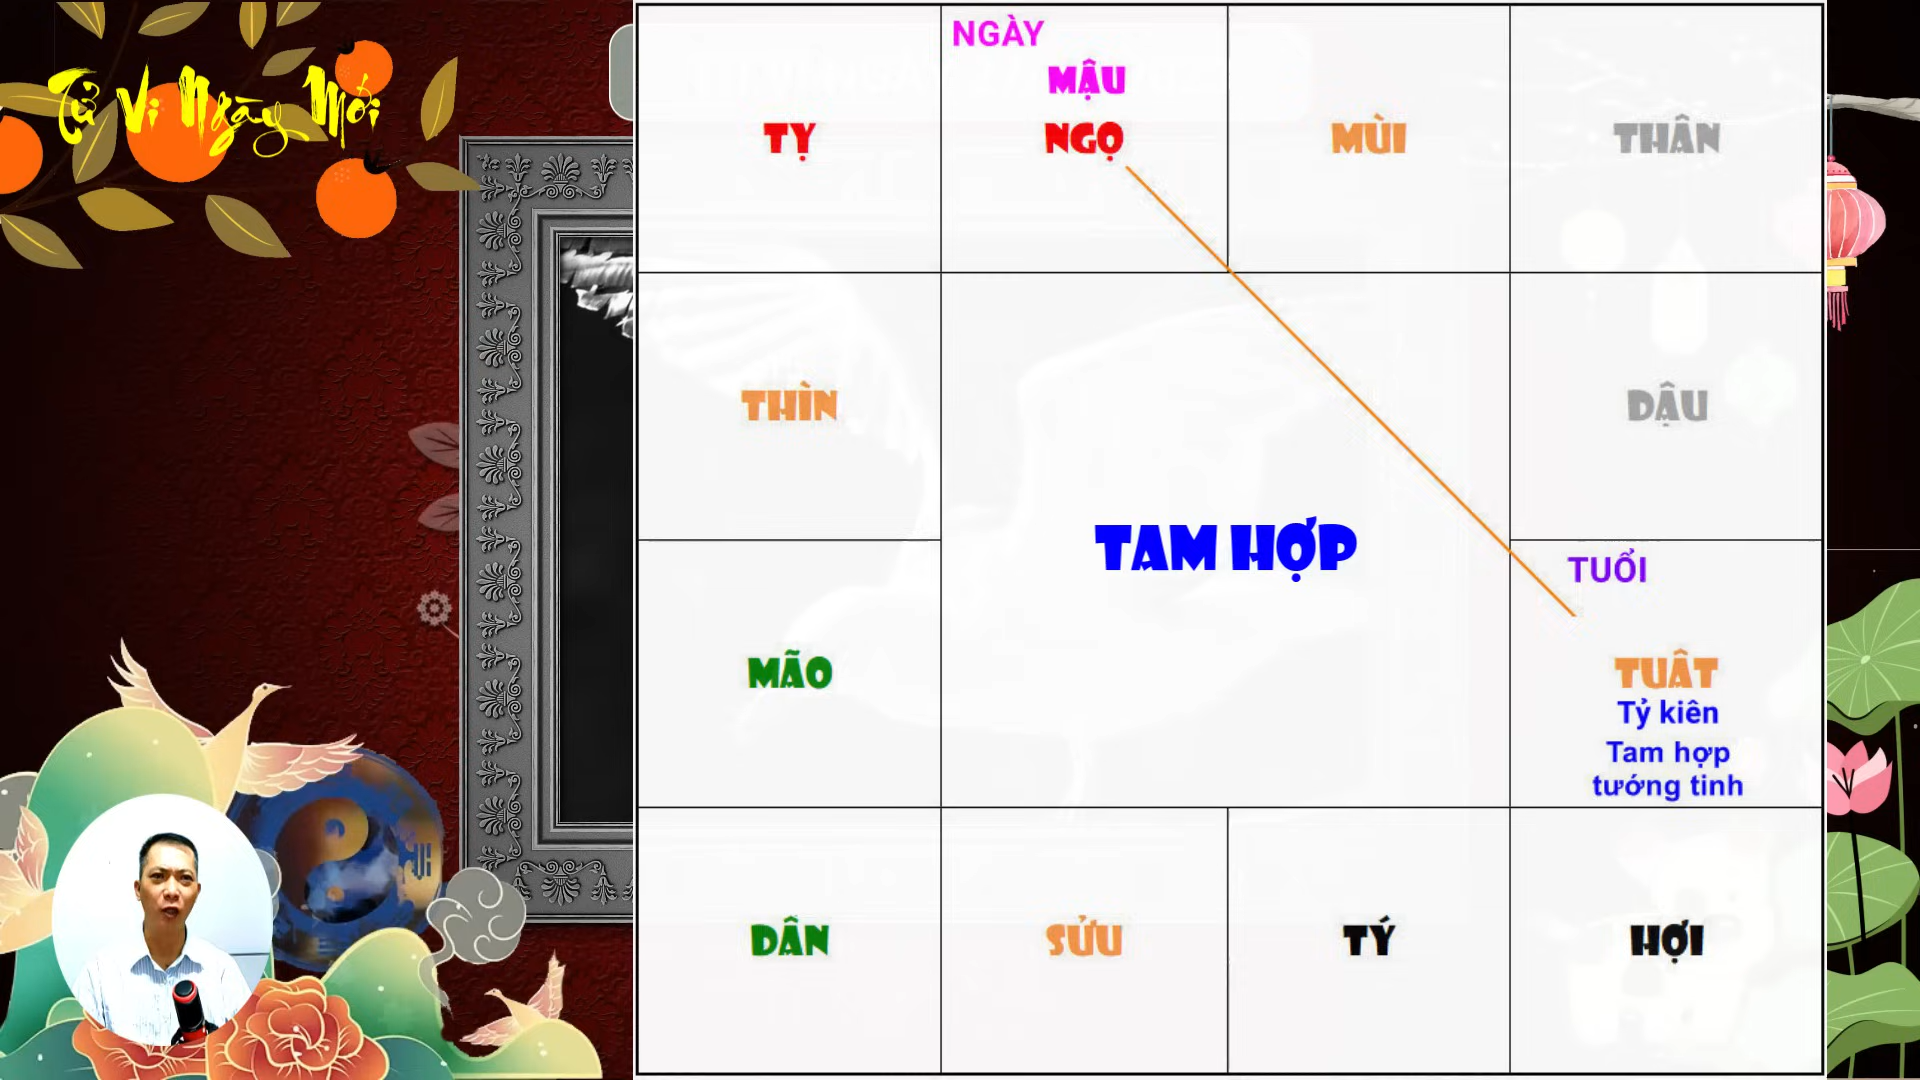 Tử Vi Ngày Mới
NGÀY
MẬU
TỴ
NGỌ
MÙI
THÂN
THÌN
DẬU
TAM HỢP
TUỔI
MÃO
TUẤT
Tỷ kiên
Tam hợp
tướng tinh
DẦN
SỬU
TÝ
HỢI